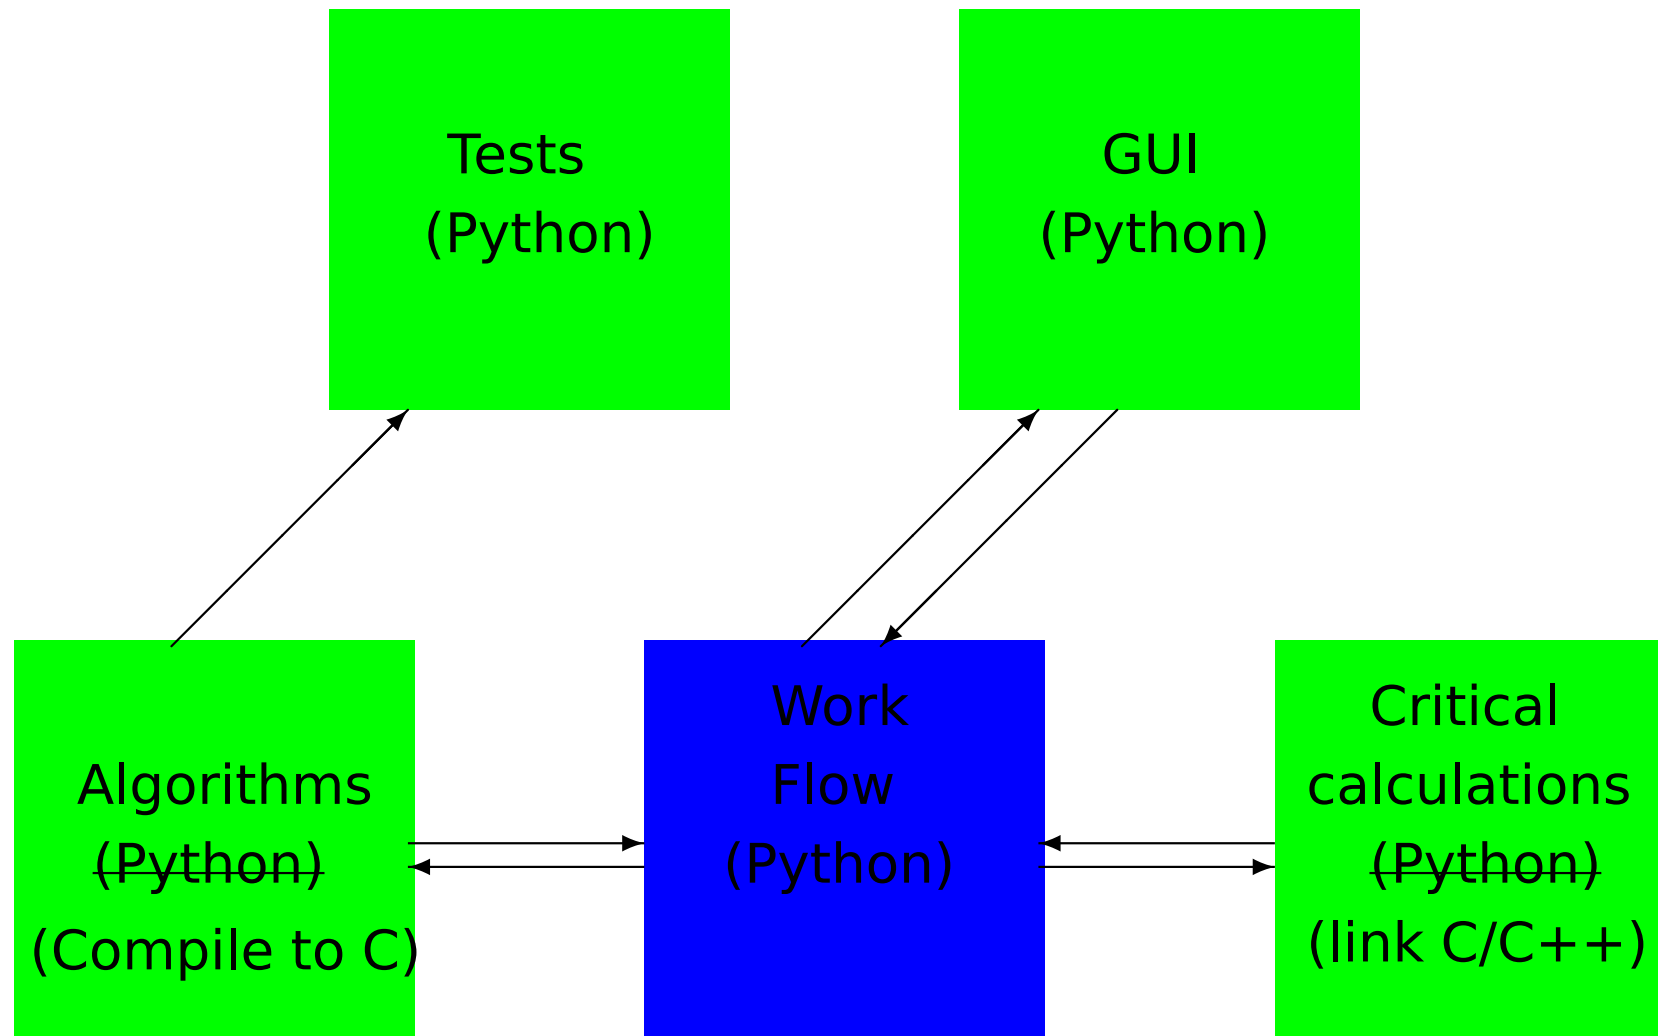 Tests
(Python)
GUI
(Python)
Algorithms
(Python)
(Compile to C)
Work
Flow
(Python)
Critical
calculations
(Python)
(link C/C++)